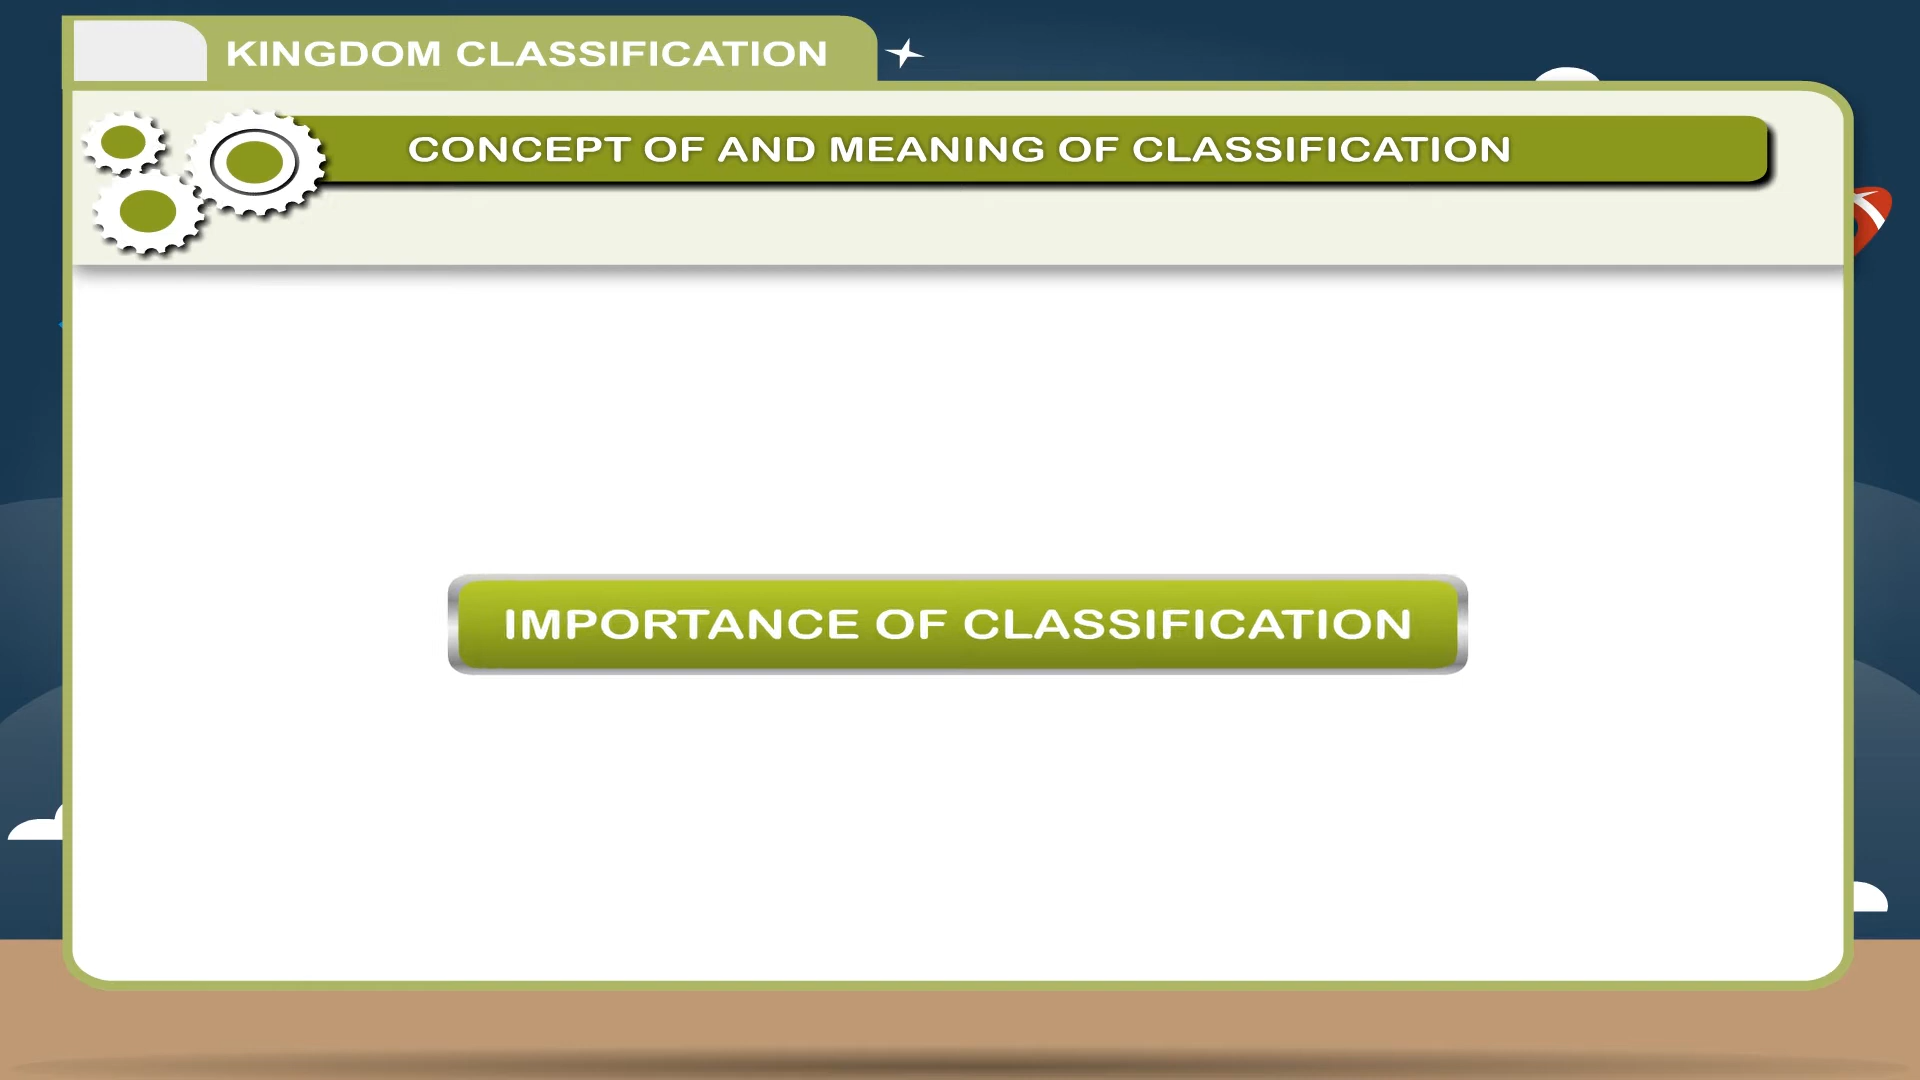 KINGDOM CLASSIFICATION
CONCEPT OF AND MEANING OF CLASSIFICATION
IMPORTANCE OF CLASSIFICATION